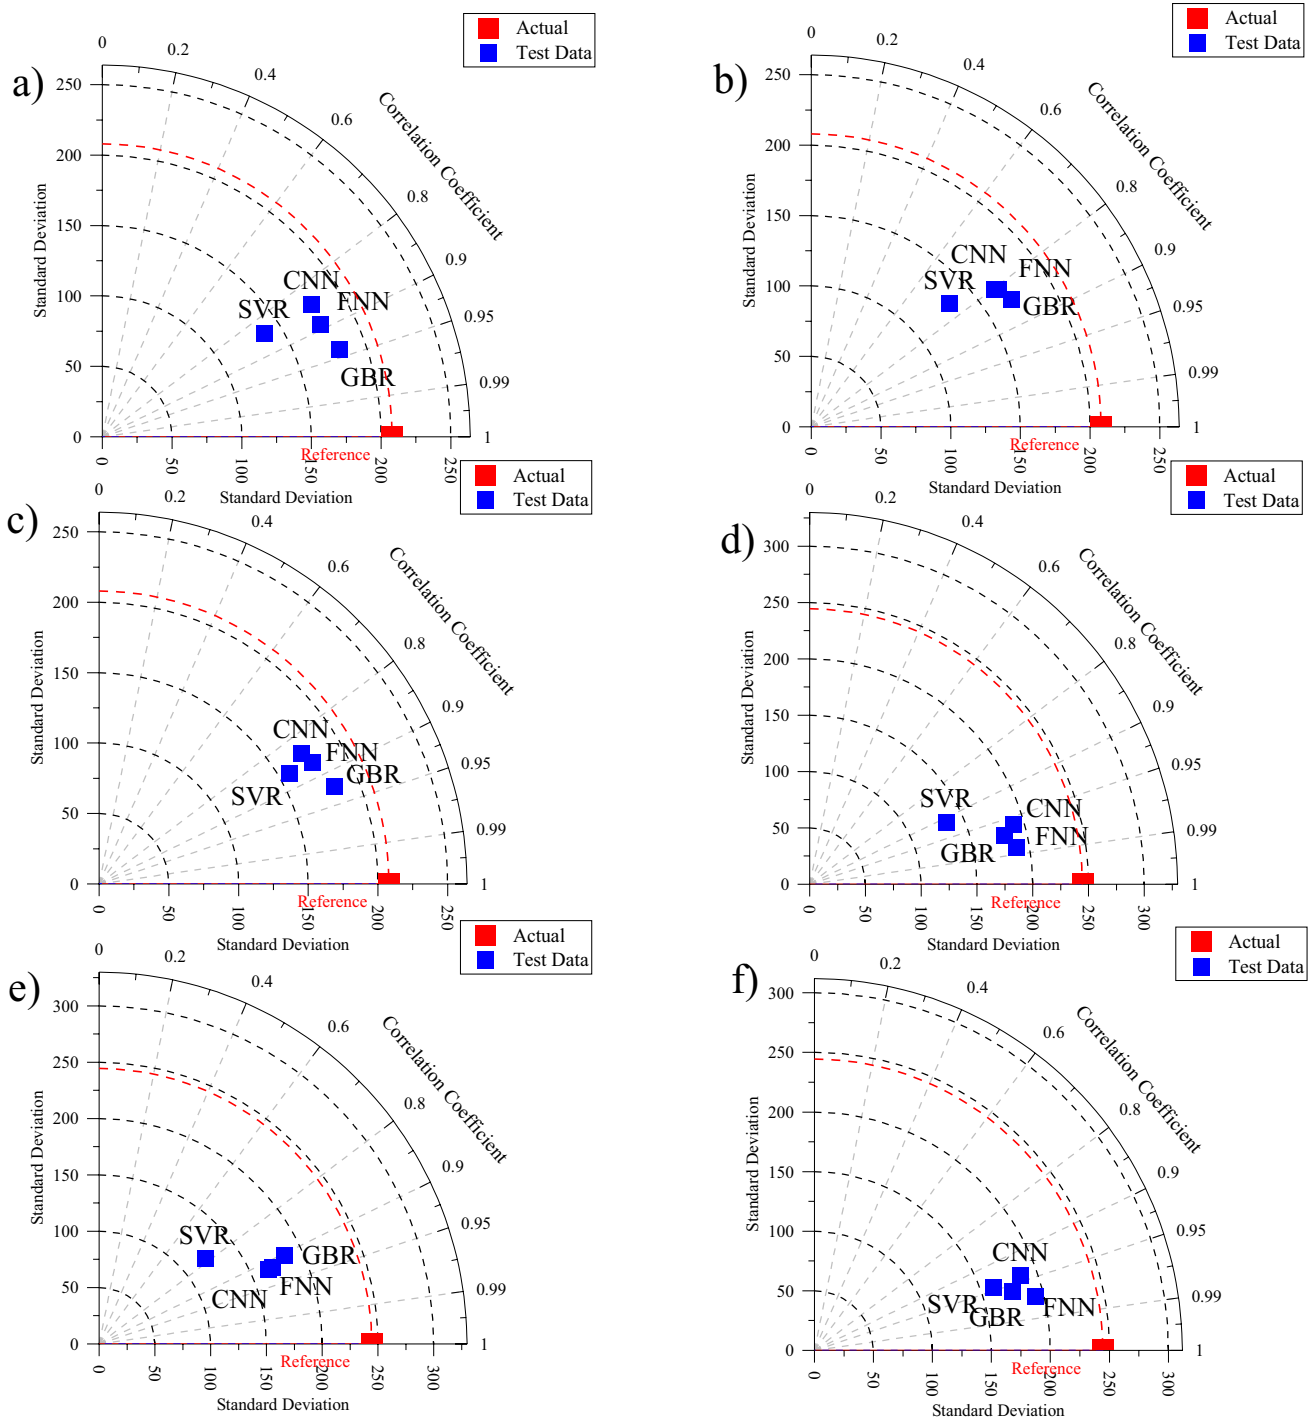 a)
Actual
Test Data
0
0.2
0.4
0.6
0.8
0.9
0.95
0.99
1
Correlation Coefficient
250
200
150
100
50
0
Standard Deviation
CNN
SVR
FNN
GBR
0
50
100
150
200
250
Reference
Standard Deviation
b)
Actual
Test Data
0
0.2
0.4
0.6
0.8
0.9
0.95
0.99
1
Correlation Coefficient
250
200
150
100
50
0
Standard Deviation
CNN
FNN
SVR
GBR
0
50
100
150
200
250
Reference
Standard Deviation
c)
Actual
Test Data
0
0.2
0.4
0.6
0.8
0.9
0.95
0.99
1
Correlation Coefficient
250
200
150
100
50
0
Standard Deviation
CNN
FNN
GBR
SVR
0
50
100
150
200
250
Reference
Standard Deviation
d)
Actual
Test Data
0
0.2
0.4
0.6
0.8
0.9
0.95
0.99
1
Correlation Coefficient
300
250
200
150
100
50
0
Standard Deviation
SVR
CNN
FNN
GBR
0
50
100
150
200
250
300
Reference
Standard Deviation
e)
Actual
Test Data
0
0.2
0.4
0.6
0.8
0.9
0.95
0.99
1
Correlation Coefficient
300
250
200
150
100
50
0
Standard Deviation
SVR
GBR
FNN
CNN
0
50
100
150
200
250
300
Reference
Standard Deviation
f)
Actual
Test Data
0
0.2
0.4
0.6
0.8
0.9
0.95
0.99
1
Correlation Coefficient
300
250
200
150
100
50
0
Standard Deviation
CNN
SVR
GBR
FNN
0
50
100
150
200
250
300
Reference
Standard Deviation